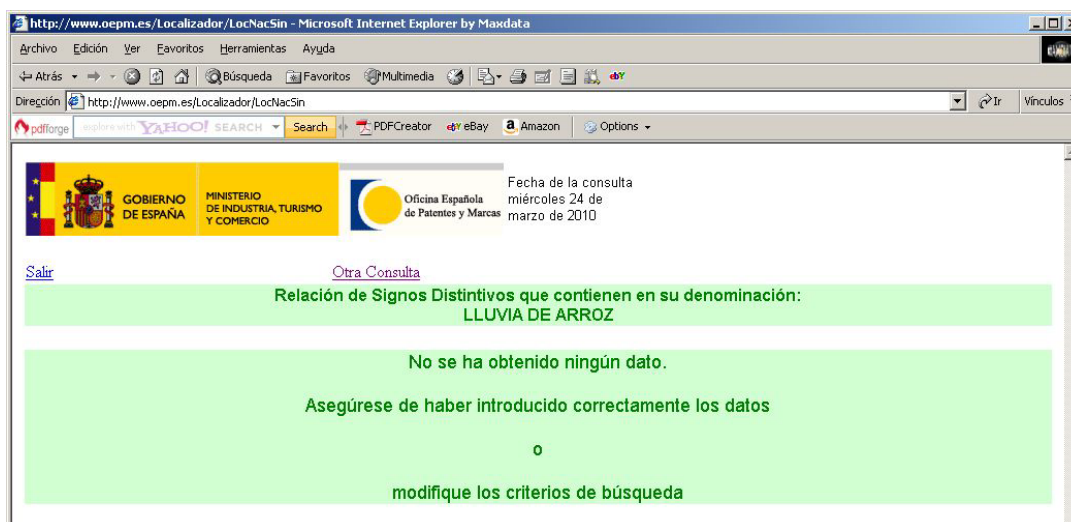 http://www.oepm.es/Localizador/LocNacSin - Microsoft Internet Explorer by Maxdata
Archivo Edición Ver Favoritos Herramientas Ayuda
Atrás Búsqueda Favoritos Multimedia
Dirección http://www.oepm.es/Localizador/LocNacSin Ir Vínculos
pdfforge explore with YAHOO! SEARCH Search PDFCreator eBay Amazon Options
GOBIERNO
DE ESPAÑA
MINISTERIO
DE INDUSTRIA, TURISMO
Y COMERCIO
Oficina Española
de Patentes y Marcas
Fecha de la consulta
miércoles 24 de
marzo de 2010
Salir Otra Consulta
Relación de Signos Distintivos que contienen en su denominación:
LLUVIA DE ARROZ
No se ha obtenido ningún dato.
Asegúrese de haber introducido correctamente los datos
o
modifique los criterios de búsqueda